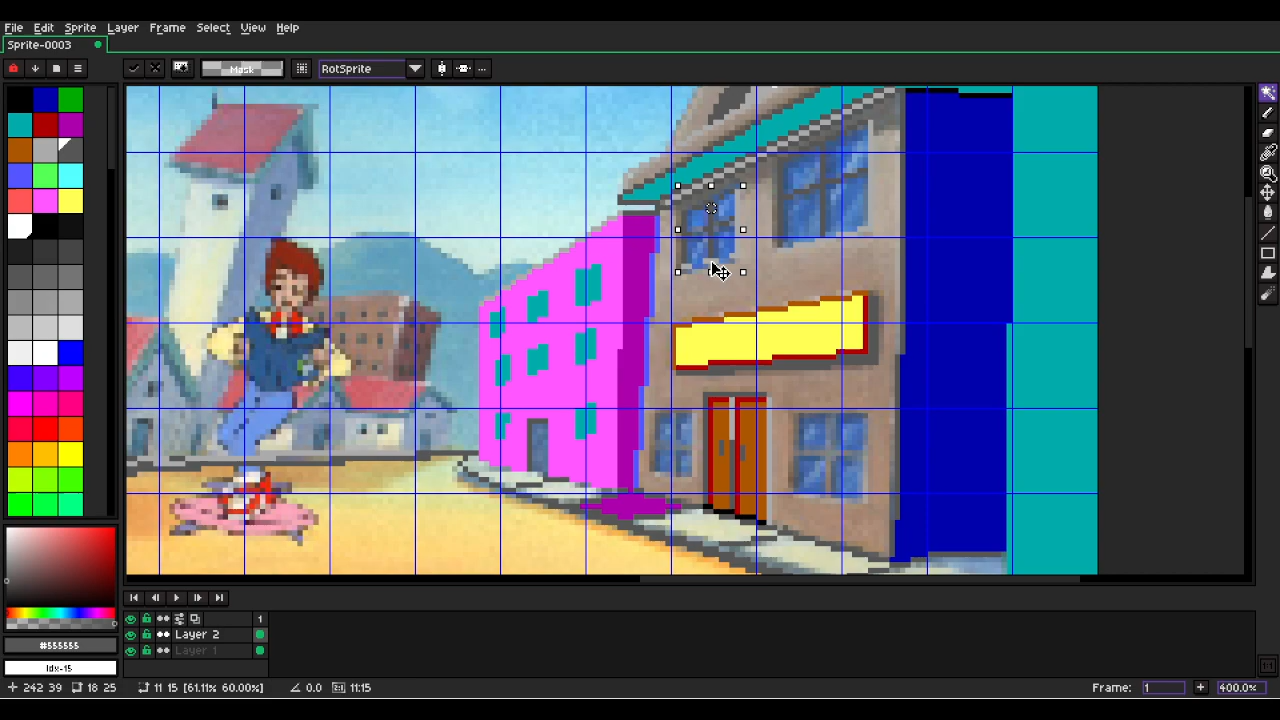 File Edit Sprite Layer Frame Select View Help
Sprite-0003
Mask RotSprite
1
Layer 2
Layer 1
#555555
Idx-15
242 39 18 25 11 15 [61.11% 60.00%] 0.0 11:15 Frame: 1 400.0%